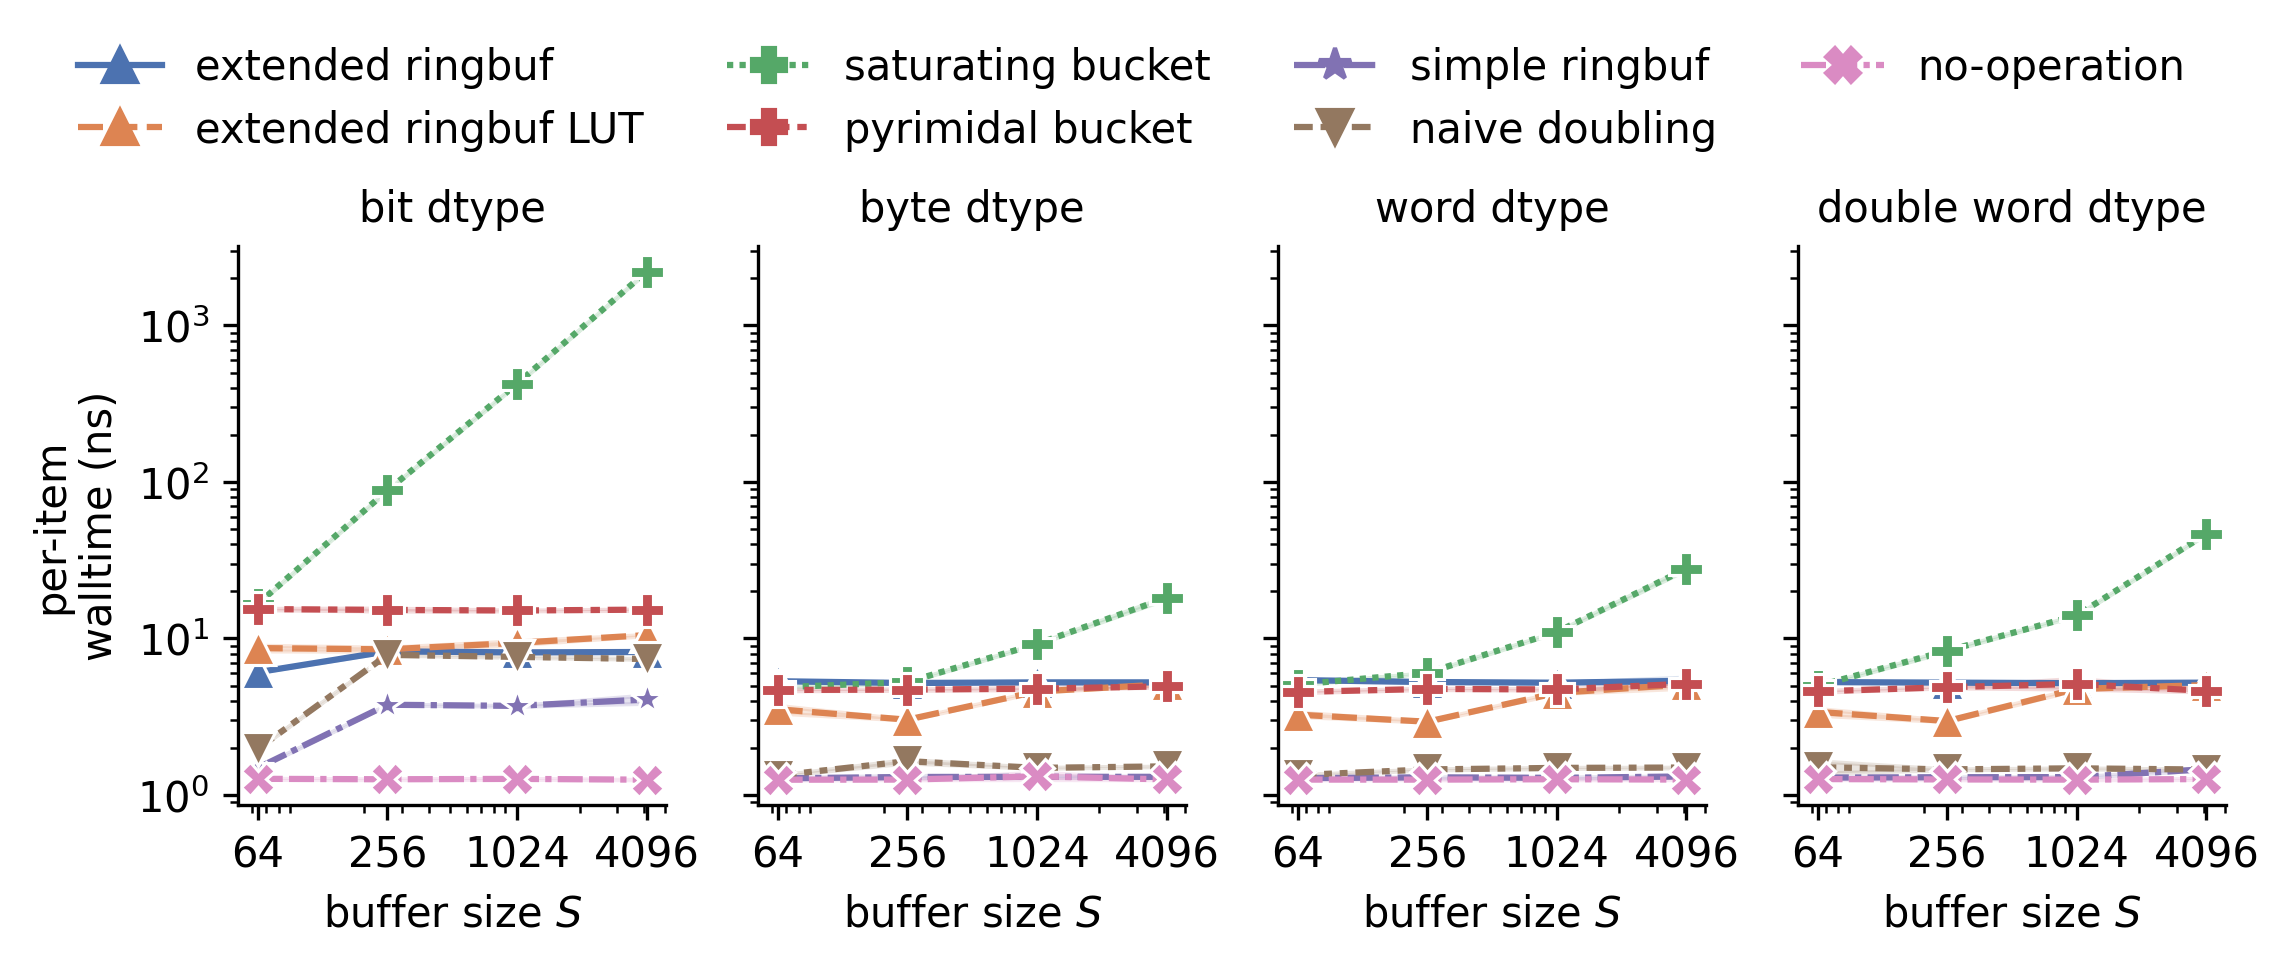 extended ringbuf
extended ringbuf LUT
saturating bucket
pyrimidal bucket
simple ringbuf
naive doubling
no-operation
bit dtype
byte dtype
word dtype
double word dtype
per-item
walltime (ns)
10³
10²
10¹
10⁰
64 256 1024 4096
64 256 1024 4096
64 256 1024 4096
64 256 1024 4096
buffer size S
buffer size S
buffer size S
buffer size S